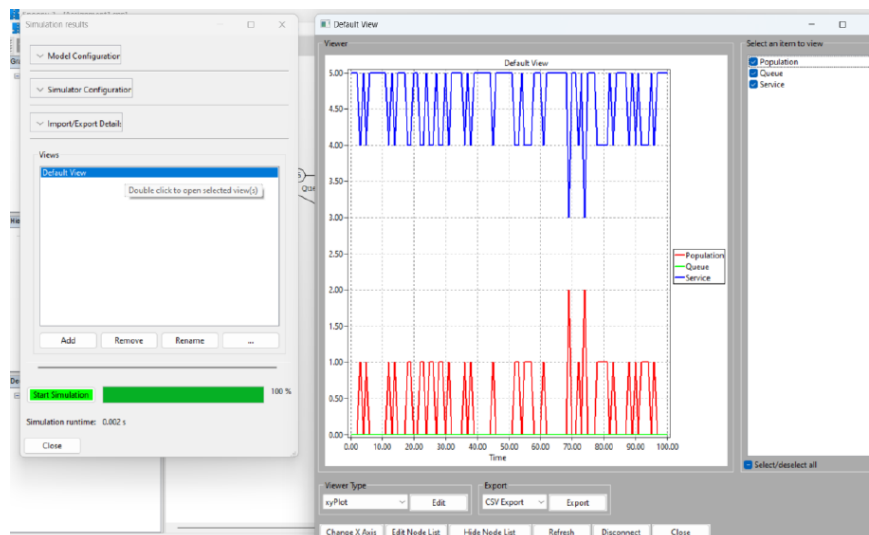 Simulation results
Model Configuration
Simulator Configuration
Import/Export Details
Views
Default View
Double click to open selected view(s)
Add
Remove
Rename
...
Start Simulation
100 %
Simulation runtime: 0.002 s
Close
Default View
Viewer
Default View
5.00
4.50
4.00
3.50
3.00
2.50
2.00
1.50
1.00
0.50
0.00
0.00 10.00 20.00 30.00 40.00 50.00 60.00 70.00 80.00 90.00 100.00
Time
Population
Queue
Service
Viewer Type
xyPlot
Edit
Export
CSV Export
Export
Change X Axis
Edit Node List
Hide Node List
Refresh
Disconnect
Close
Select an item to view
Population
Queue
Service
Select/deselect all